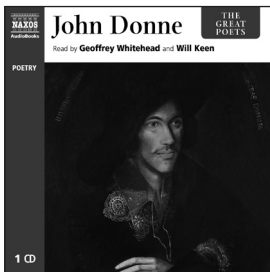 NAXOS
AudioBooks
John Donne
THE
GREAT
POETS
Read by Geoffrey Whitehead and Will Keen
POETRY
1 CD